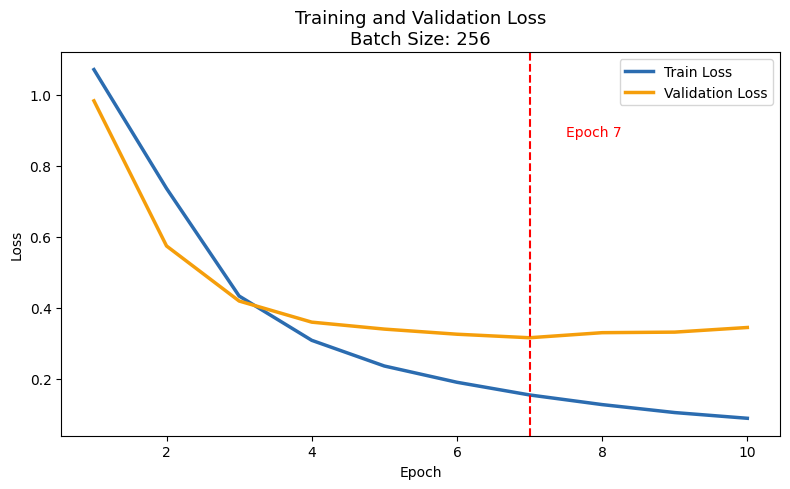 Training and Validation Loss
Batch Size: 256
Train Loss
Validation Loss
Epoch 7
1.0
0.8
0.6
0.4
0.2
Loss
2
4
6
8
10
Epoch